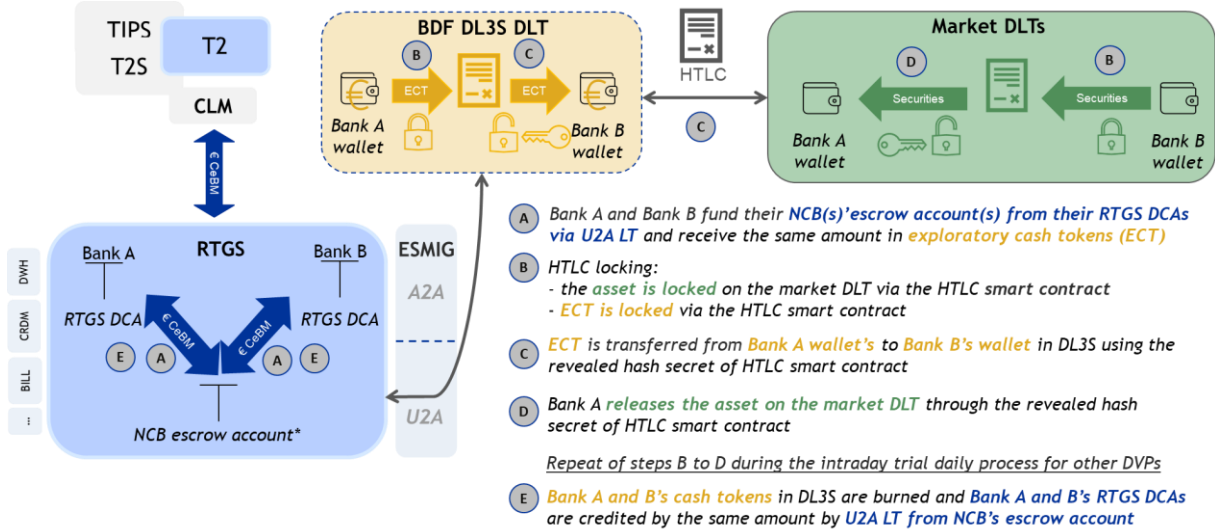 TIPS
T2S
T2
CLM
€ CeBM
BDF DL3S DLT
B
C
ECT
ECT
Bank A
wallet
Bank B
wallet
HTLC
C
Market DLTs
D
B
Securities
Securities
Bank A
wallet
Bank B
wallet
DWH
CRDM
BILL
...
RTGS
Bank A
Bank B
RTGS DCA
RTGS DCA
€ CeBM
€ CeBM
E
A
A
E
NCB escrow account*
ESMIG
A2A
U2A
A
Bank A and Bank B fund their NCB(s)'escrow account(s) from their RTGS DCAs
via U2A LT and receive the same amount in exploratory cash tokens (ECT)
B
HTLC locking:
- the asset is locked on the market DLT via the HTLC smart contract
- ECT is locked via the HTLC smart contract
C
ECT is transferred from Bank A wallet's to Bank B's wallet in DL3S using the
revealed hash secret of HTLC smart contract
D
Bank A releases the asset on the market DLT through the revealed hash
secret of HTLC smart contract
Repeat of steps B to D during the intraday trial daily process for other DVPs
E
Bank A and B's cash tokens in DL3S are burned and Bank A and B's RTGS DCAs
are credited by the same amount by U2A LT from NCB's escrow account